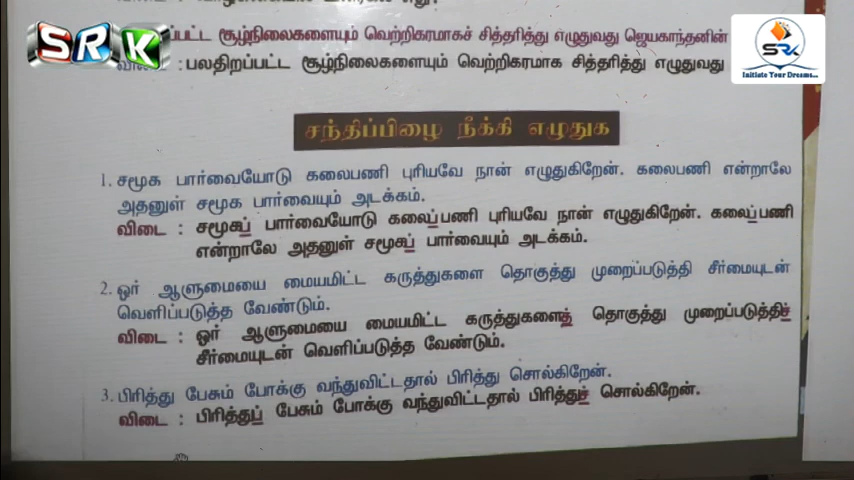 SRK
பட்ட சூழ்நிலைகளையும் வெற்றிகரமாகச் சித்தரித்து எழுதுவது ஜெயகாந்தனின்
விடை : பலதிறப்பட்ட சூழ்நிலைகளையும் வெற்றிகரமாக சித்தரித்து எழுதுவது
SRK
Initiate Your Dreams...
சந்திப்பிழை நீக்கி எழுதுக
1. சமூக பார்வையோடு கலைபணி புரியவே நான் எழுதுகிறேன். கலைபணி என்றாலே
அதனுள் சமூக பார்வையும் அடக்கம்.
விடை : சமூகப் பார்வையோடு கலைப்பணி புரியவே நான் எழுதுகிறேன். கலைப்பணி
என்றாலே அதனுள் சமூகப் பார்வையும் அடக்கம்.
2. ஓர் ஆளுமையை மையமிட்ட கருத்துகளை தொகுத்து முறைப்படுத்தி சீர்மையுடன்
வெளிப்படுத்த வேண்டும்.
விடை : ஓர் ஆளுமையை மையமிட்ட கருத்துகளைத் தொகுத்து முறைப்படுத்திச்
சீர்மையுடன் வெளிப்படுத்த வேண்டும்.
3. பிரித்து பேசும் போக்கு வந்துவிட்டதால் பிரித்து சொல்கிறேன்.
விடை : பிரித்துப் பேசும் போக்கு வந்துவிட்டதால் பிரித்துச் சொல்கிறேன்.